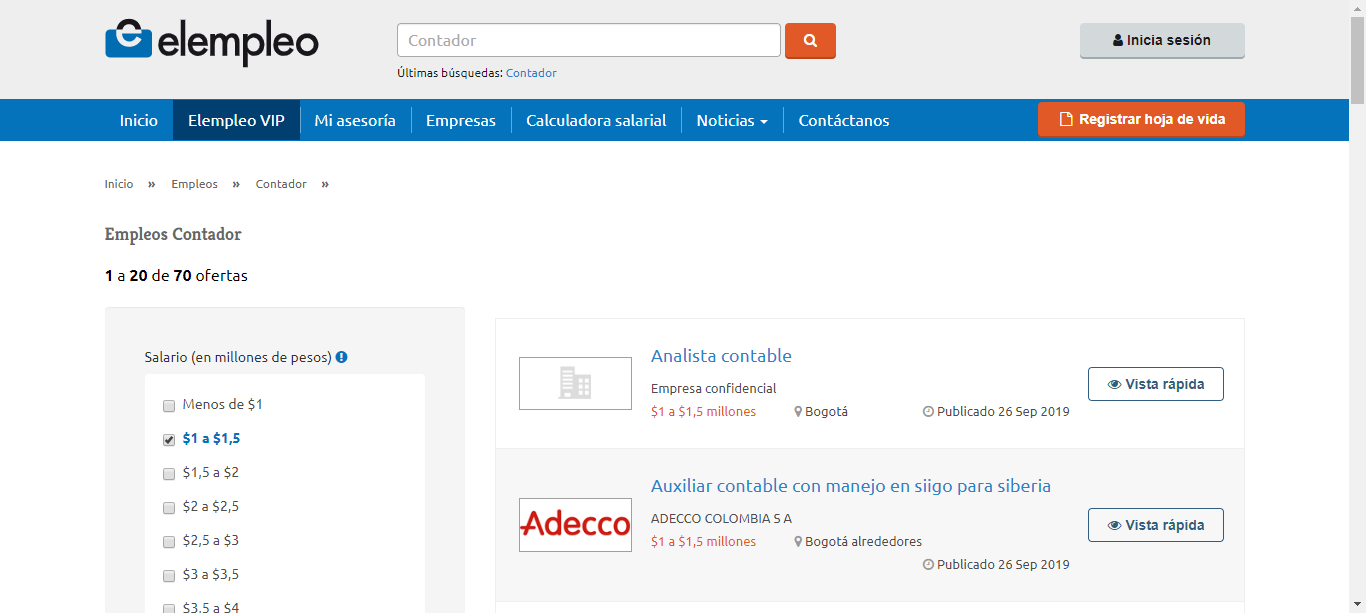 elempleo
Contador
Últimas búsquedas: Contador
Inicia sesión
Inicio Elempleo VIP Mi asesoría Empresas Calculadora salarial Noticias Contáctanos Registrar hoja de vida
Inicio » Empleos » Contador »
Empleos Contador
1 a 20 de 70 ofertas
Salario (en millones de pesos)
Menos de $1
$1 a $1,5
$1,5 a $2
$2 a $2,5
$2,5 a $3
$3 a $3,5
$3,5 a $4
Analista contable
Empresa confidencial
$1 a $1,5 millones Bogotá Publicado 26 Sep 2019
Vista rápida
Adecco
Auxiliar contable con manejo en siigo para siberia
ADECCO COLOMBIA S A
$1 a $1,5 millones Bogotá alrededores
Publicado 26 Sep 2019
Vista rápida